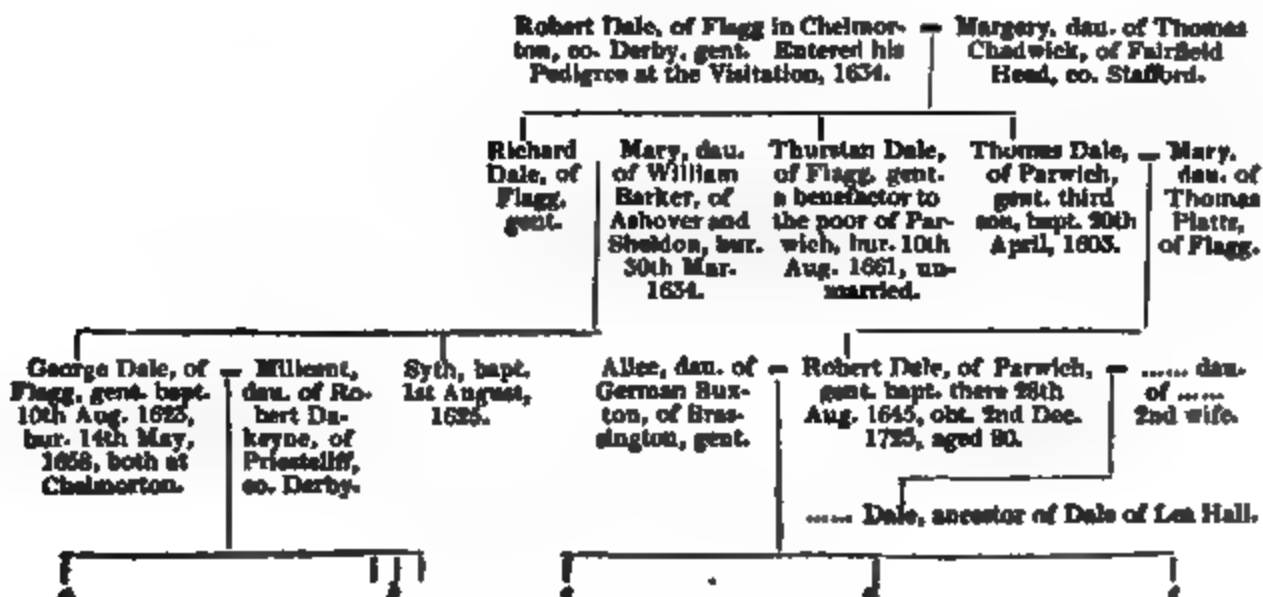 Robert Dale, of Flagg in Chelmor-
ton, co. Derby, gent. Entered his
Pedigree at the Visitation, 1634.
Margery, dau. of Thomas
Chadwick, of Fairfield
Head, co. Stafford.
Richard
Dale, of
Flagg,
gent.
Mary, dau.
of William
Barker, of
Ashover and
Sheldon, bur.
30th Mar.
1634.
Thurstan Dale,
of Flagg, gent.
a benefactor to
the poor of Par-
wich, bur. 10th
Aug. 1661, un-
married.
Thomas Dale,
of Parwich,
gent. third
son, bapt. 20th
April, 1603.
Mary,
dau. of
Thomas
Platts,
of Flagg.
George Dale, of
Flagg, gent. bapt.
10th Aug. 1623,
bur. 14th May,
1658, both at
Chelmorton.
Milicent,
dau. of Ro-
bert Da-
keyne, of
Priestcliff,
co. Derby.
Syth, bapt.
1st August,
1625.
Alice, dau. of
German Bux-
ton, of Bras-
sington, gent.
Robert Dale, of Parwich,
gent. bapt. there 28th
Aug. 1645, obt. 2nd Dec.
1725, aged 80.
...... dau.
of ......
2nd wife.
...... Dale, ancestor of Dale of Lea Hall.